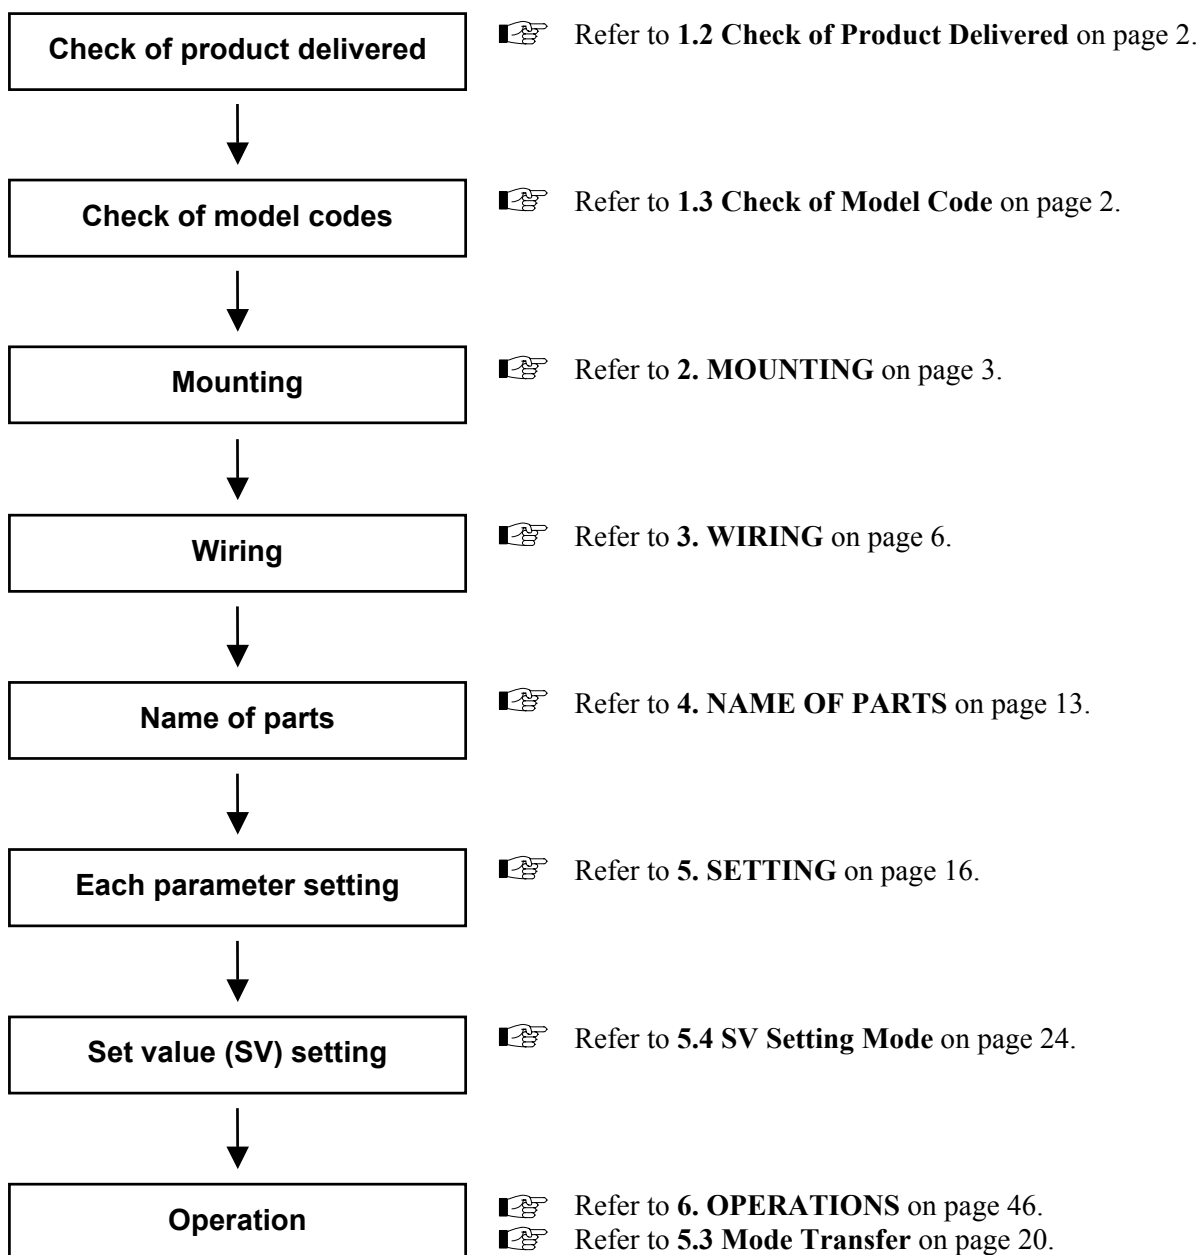 Check of product delivered
Refer to 1.2 Check of Product Delivered on page 2.
Check of model codes
Refer to 1.3 Check of Model Code on page 2.
Mounting
Refer to 2. MOUNTING on page 3.
Wiring
Refer to 3. WIRING on page 6.
Name of parts
Refer to 4. NAME OF PARTS on page 13.
Each parameter setting
Refer to 5. SETTING on page 16.
Set value (SV) setting
Refer to 5.4 SV Setting Mode on page 24.
Operation
Refer to 6. OPERATIONS on page 46.
Refer to 5.3 Mode Transfer on page 20.